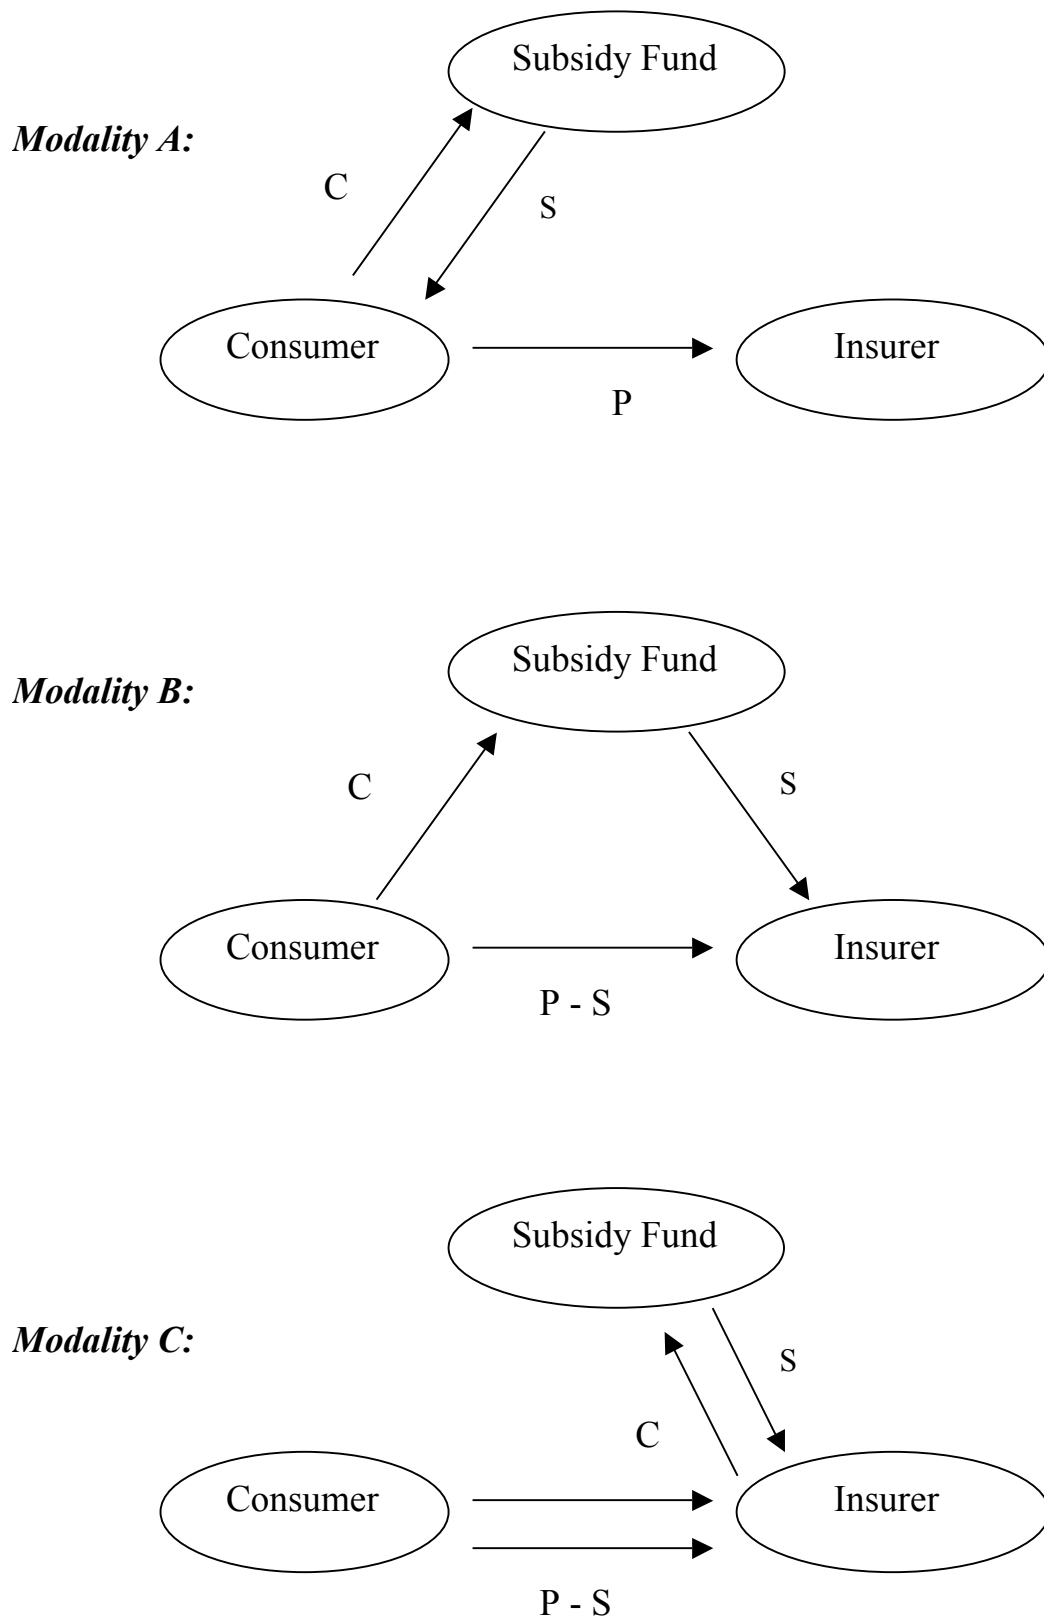 Subsidy Fund
Modality A:
C
S
Consumer
Insurer
P
Subsidy Fund
Modality B:
C
S
Consumer
Insurer
P - S
Subsidy Fund
Modality C:
S
C
Consumer
Insurer
P - S